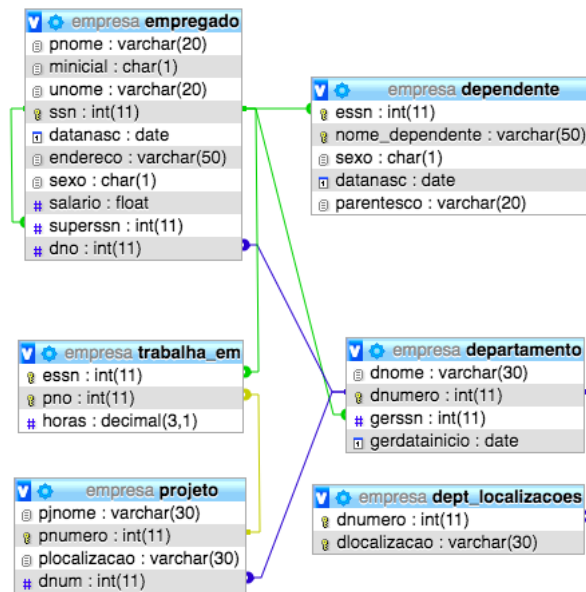 empresa empregado
pnome : varchar(20)
minicial : char(1)
unome : varchar(20)
ssn : int(11)
datanasc : date
endereco : varchar(50)
sexo : char(1)
# salario : float
# superssn : int(11)
# dno : int(11)
empresa dependente
essn : int(11)
nome_dependente : varchar(50)
sexo : char(1)
datanasc : date
parentesco : varchar(20)
empresa trabalha_em
essn : int(11)
pno : int(11)
# horas : decimal(3,1)
empresa departamento
dnome : varchar(30)
dnumero : int(11)
# gerssn : int(11)
gerdatainicio : date
empresa projeto
pjnome : varchar(30)
pnumero : int(11)
plocalizacao : varchar(30)
# dnum : int(11)
empresa dept_localizacoes
dnumero : int(11)
dlocalizacao : varchar(30)